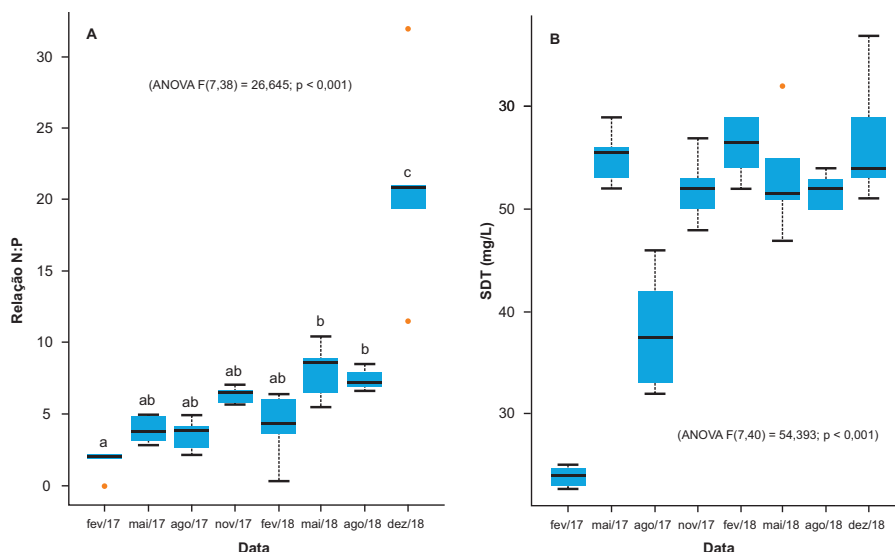 A
(ANOVA F(7,38) = 26,645; p < 0,001)
Relação N:P
30
25
20
15
10
5
0
a
ab
ab
ab
ab
b
b
c
fev/17
mai/17
ago/17
nov/17
fev/18
mai/18
ago/18
dez/18
Data
B
SDT (mg/L)
30
50
40
30
(ANOVA F(7,40) = 54,393; p < 0,001)
fev/17
mai/17
ago/17
nov/17
fev/18
mai/18
ago/18
dez/18
Data